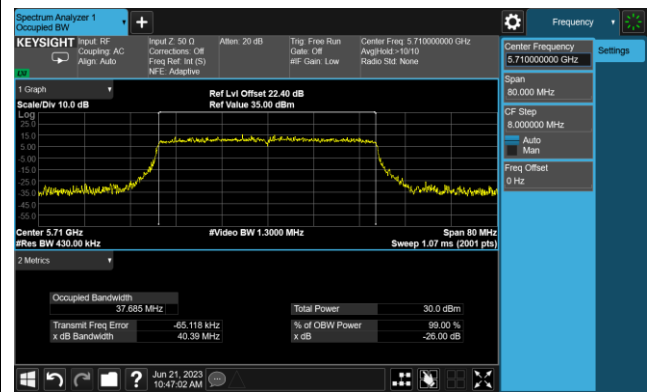 Spectrum Analyzer 1
Occupied BW
Frequency
KEYSIGHT
Input: RF
Coupling: AC
Align: Auto
Input Z: 50 Ω
Corrections: Off
Freq Ref: Int (S)
NFE: Adaptive
Atten: 20 dB
Trig: Free Run
Gate: Off
#IF Gain: Low
Center Freq: 5.710000000 GHz
Avg|Hold:>10/10
Radio Std: None
Center Frequency
5.710000000 GHz
Settings
Span
80.000 MHz
CF Step
8.000000 MHz
Auto
Man
Freq Offset
0 Hz
1 Graph
Scale/Div 10.0 dB
Ref Lvl Offset 22.40 dB
Ref Value 35.00 dBm
Log
25.0
15.0
5.00
-5.00
-15.0
-25.0
-35.0
-45.0
-55.0
Center 5.71 GHz
#Res BW 430.00 kHz
#Video BW 1.3000 MHz
Span 80 MHz
Sweep 1.07 ms (2001 pts)
2 Metrics
Occupied Bandwidth
37.685 MHz
Total Power 30.0 dBm
Transmit Freq Error -65.118 kHz
% of OBW Power 99.00 %
x dB Bandwidth 40.39 MHz
x dB -26.00 dB
?
Jun 21, 2023
10:47:02 AM